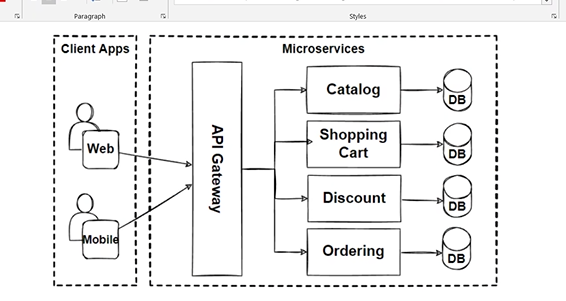 Paragraph
Styles
Client Apps
Microservices
Web
Mobile
API Gateway
Catalog
DB
Shopping
Cart
DB
Discount
DB
Ordering
DB